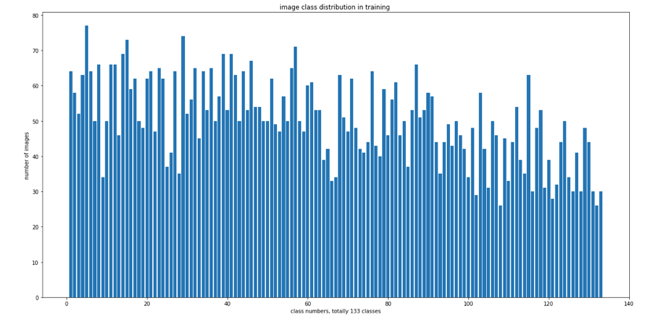 image class distribution in training
number of images
80
70
60
50
40
30
20
10
0
0 20 40 60 80 100 120 140
class numbers, totally 133 classes